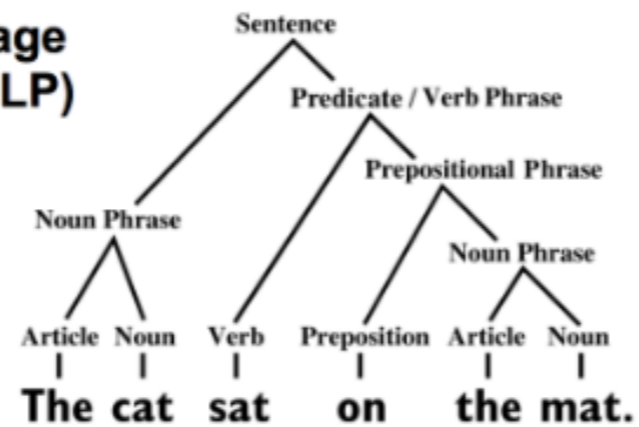 age
LP)
Sentence
Predicate / Verb Phrase
Prepositional Phrase
Noun Phrase
Noun Phrase
Article Noun Verb Preposition Article Noun
The cat sat on the mat.